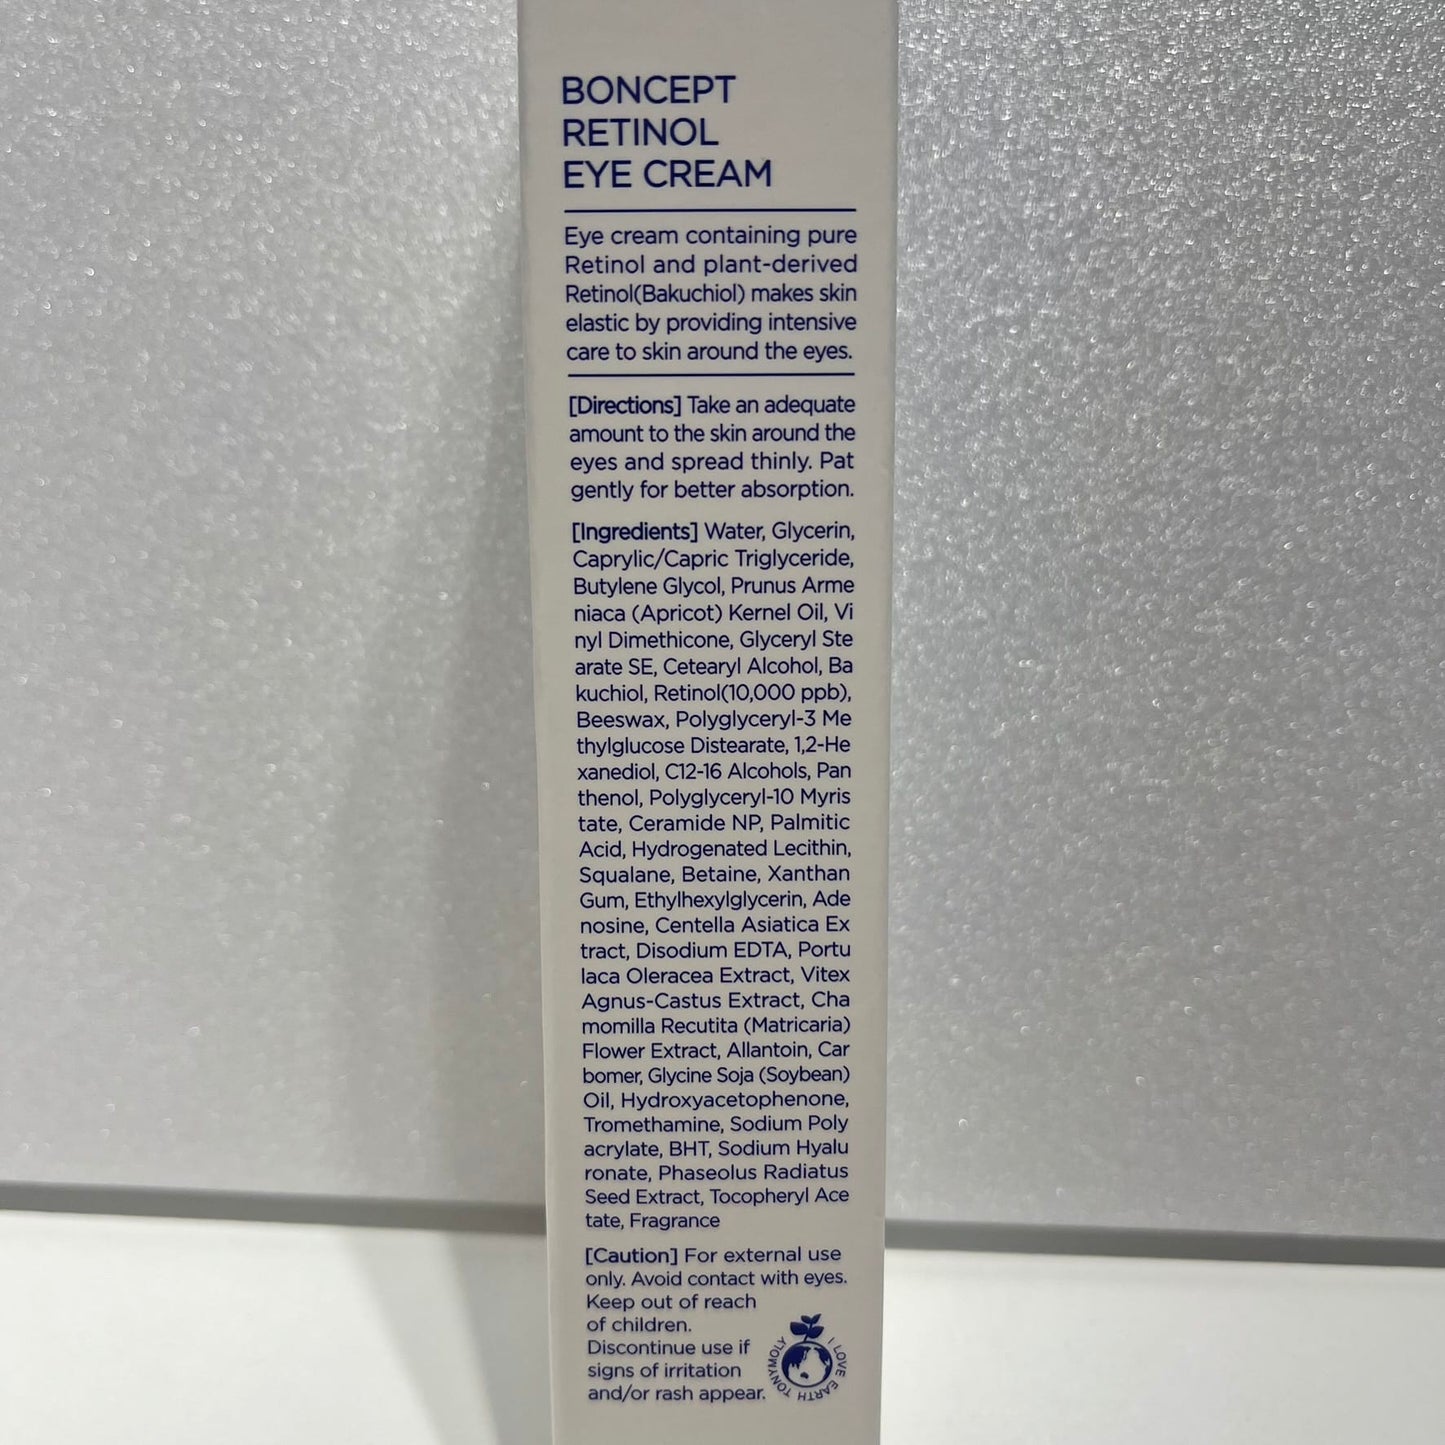 BONCEPT
RETINOL
EYE CREAM
Eye cream containing pure
Retinol and plant-derived
Retinol(Bakuchiol) makes skin
elastic by providing intensive
care to skin around the eyes.
[Directions] Take an adequate
amount to the skin around the
eyes and spread thinly. Pat
gently for better absorption.
[Ingredients] Water, Glycerin,
Caprylic/Capric Triglyceride,
Butylene Glycol, Prunus Arme
niaca (Apricot) Kernel Oil, Vi
nyl Dimethicone, Glyceryl Ste
arate SE, Cetearyl Alcohol, Ba
kuchiol, Retinol(10,000 ppb),
Beeswax, Polyglyceryl-3 Me
thylglucose Distearate, 1,2-He
xanediol, C12-16 Alcohols, Pan
thenol, Polyglyceryl-10 Myris
tate, Ceramide NP, Palmitic
Acid, Hydrogenated Lecithin,
Squalane, Betaine, Xanthan
Gum, Ethylhexylglycerin, Ade
nosine, Centella Asiatica Ex
tract, Disodium EDTA, Portu
laca Oleracea Extract, Vitex
Agnus-Castus Extract, Cha
momilla Recutita (Matricaria)
Flower Extract, Allantoin, Car
bomer, Glycine Soja (Soybean)
Oil, Hydroxyacetophenone,
Tromethamine, Sodium Poly
acrylate, BHT, Sodium Hyalu
ronate, Phaseolus Radiatus
Seed Extract, Tocopheryl Ace
tate, Fragrance
[Caution] For external use
only. Avoid contact with eyes.
Keep out of reach
of children.
Discontinue use if
signs of irritation
and/or rash appear.
I LOVE EARTH TONYMOLY